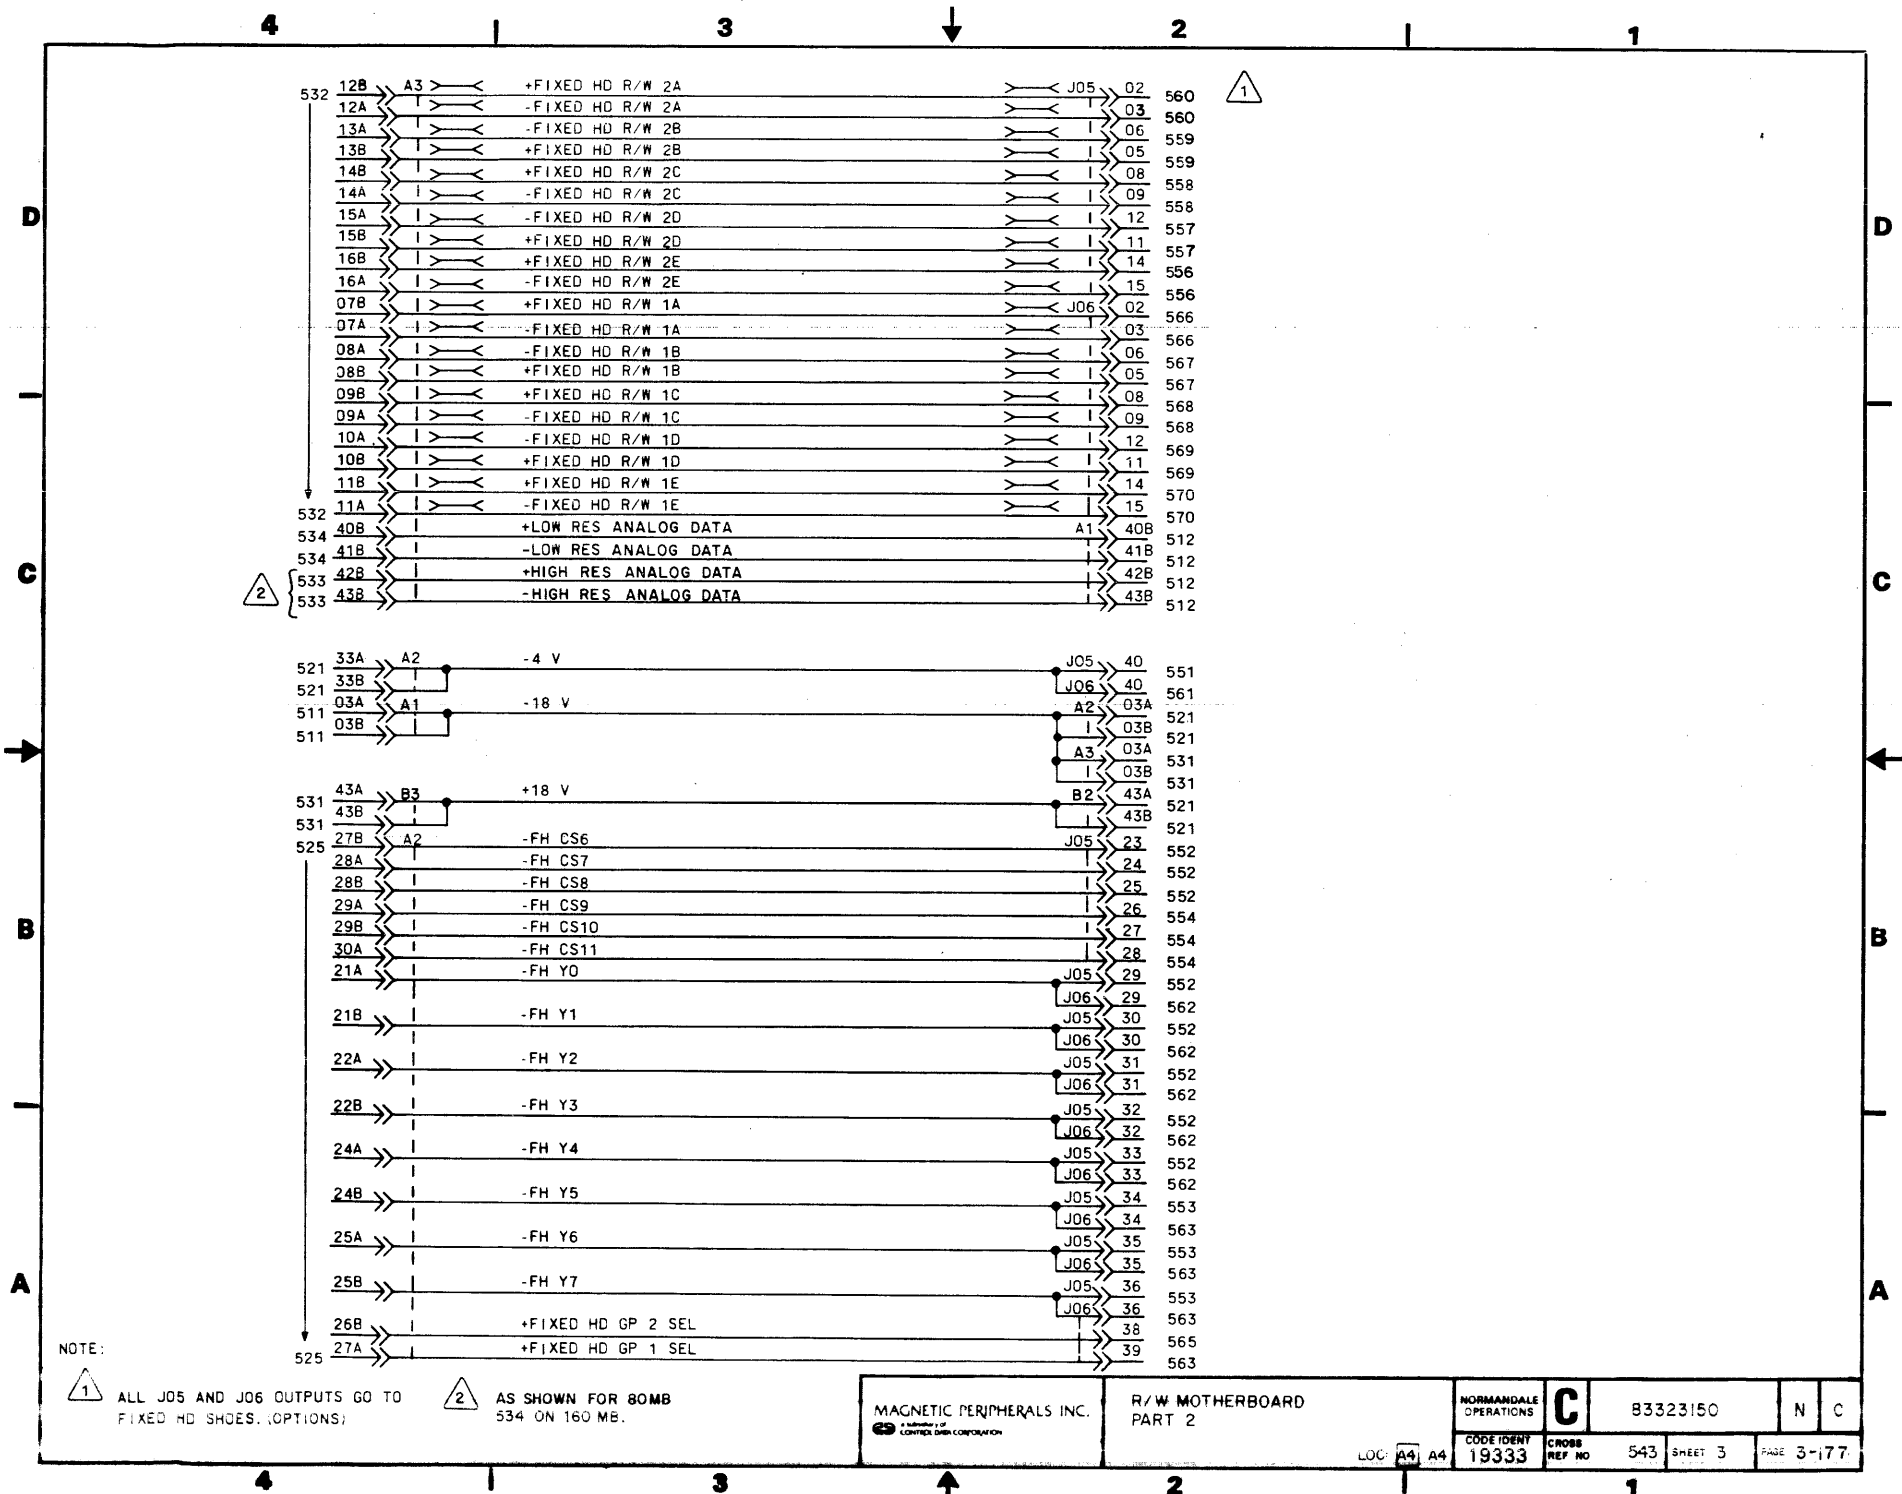 4 3 2 1
532 12B A3 +FIXED HD R/W 2A J05 02 560
12A -FIXED HD R/W 2A 03 560
13A -FIXED HD R/W 2B 06 559
13B +FIXED HD R/W 2B 05 559
14B +FIXED HD R/W 2C 08 558
14A -FIXED HD R/W 2C 09 558
15A -FIXED HD R/W 2D 12 557
15B +FIXED HD R/W 2D 11 557
16B +FIXED HD R/W 2E 14 556
16A -FIXED HD R/W 2E 15 556
07B +FIXED HD R/W 1A J06 02 566
07A -FIXED HD R/W 1A 03 566
08A -FIXED HD R/W 1B 06 567
08B +FIXED HD R/W 1B 05 567
09B +FIXED HD R/W 1C 08 568
09A -FIXED HD R/W 1C 09 568
10A -FIXED HD R/W 1D 12 569
10B +FIXED HD R/W 1D 11 569
11B +FIXED HD R/W 1E 14 570
532 11A -FIXED HD R/W 1E 15 570
534 40B +LOW RES ANALOG DATA A1 40B 512
534 41B -LOW RES ANALOG DATA 41B 512
2 533 42B +HIGH RES ANALOG DATA 42B 512
533 43B -HIGH RES ANALOG DATA 43B 512
1
D D
C C
521 33A A2 -4 V J05 40 551
521 33B J06 40 561
511 03A A1 -18 V A2 03A 521
511 03B 03B 521
A3 03A 531
03B 531
531 43A B3 +18 V B2 43A 521
531 43B 43B 521
525 27B A2 -FH CS6 J05 23 552
28A -FH CS7 24 552
28B -FH CS8 25 552
29A -FH CS9 26 554
29B -FH CS10 27 554
30A -FH CS11 28 554
21A -FH Y0 J05 29 552
J06 29 562
21B -FH Y1 J05 30 552
J06 30 562
22A -FH Y2 J05 31 552
J06 31 562
22B -FH Y3 J05 32 552
J06 32 562
24A -FH Y4 J05 33 552
J06 33 562
24B -FH Y5 J05 34 553
J06 34 563
25A -FH Y6 J05 35 553
J06 35 563
25B -FH Y7 J05 36 553
J06 36 563
26B +FIXED HD GP 2 SEL 38 565
525 27A +FIXED HD GP 1 SEL 39 563
B B
A A
NOTE:
1 ALL J05 AND J06 OUTPUTS GO TO
FIXED HD SHOES. (OPTIONS)
2 AS SHOWN FOR 80MB
534 ON 160 MB.
MAGNETIC PERIPHERALS INC.
a subsidiary of
CONTROL DATA CORPORATION
R/W MOTHERBOARD
PART 2
LOC: A4 A4
NORMANDALE
OPERATIONS
CODE IDENT
19333
C 83323150 N C
CROSS
REF NO 543 SHEET 3 PAGE 3-177
4 3 2 1